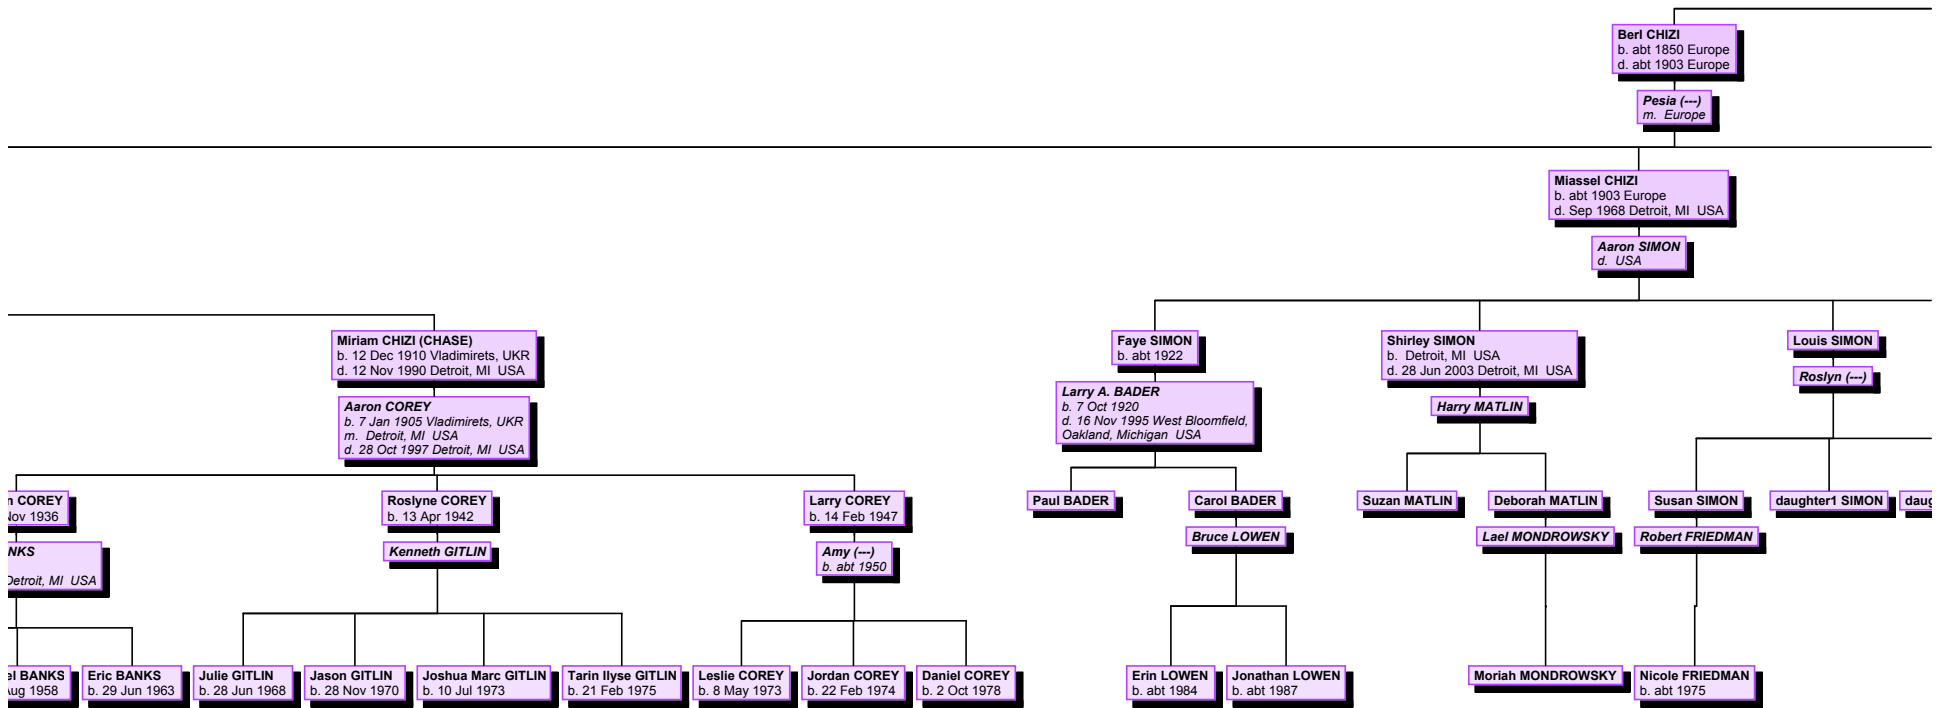 Berl CHIZI
b. abt 1850 Europe
d. abt 1903 Europe
Pesia (---)
m. Europe
Miassel CHIZI
b. abt 1903 Europe
d. Sep 1968 Detroit, MI USA
Aaron SIMON
d. USA
Miriam CHIZI (CHASE)
b. 12 Dec 1910 Vladimirets, UKR
d. 12 Nov 1990 Detroit, MI USA
Aaron COREY
b. 7 Jan 1905 Vladimirets, UKR
m. Detroit, MI USA
d. 28 Oct 1997 Detroit, MI USA
Faye SIMON
b. abt 1922
Larry A. BADER
b. 7 Oct 1920
d. 16 Nov 1995 West Bloomfield,
Oakland, Michigan USA
Shirley SIMON
b. Detroit, MI USA
d. 28 Jun 2003 Detroit, MI USA
Harry MATLIN
Louis SIMON
Roslyn (---)
COREY
Nov 1936
Detroit, MI USA
Roslyne COREY
b. 13 Apr 1942
Kenneth GITLIN
Larry COREY
b. 14 Feb 1947
Amy (---)
b. abt 1950
Paul BADER
Carol BADER
Bruce LOWEN
Suzan MATLIN
Deborah MATLIN
Lael MONDROWSKY
Susan SIMON
Robert FRIEDMAN
daughter1 SIMON
BANKS
Aug 1958
Eric BANKS
b. 29 Jun 1963
Julie GITLIN
b. 28 Jun 1968
Jason GITLIN
b. 28 Nov 1970
Joshua Marc GITLIN
b. 10 Jul 1973
Tarin Ilyse GITLIN
b. 21 Feb 1975
Leslie COREY
b. 8 May 1973
Jordan COREY
b. 22 Feb 1974
Daniel COREY
b. 2 Oct 1978
Erin LOWEN
b. abt 1984
Jonathan LOWEN
b. abt 1987
Moriah MONDROWSKY
Nicole FRIEDMAN
b. abt 1975